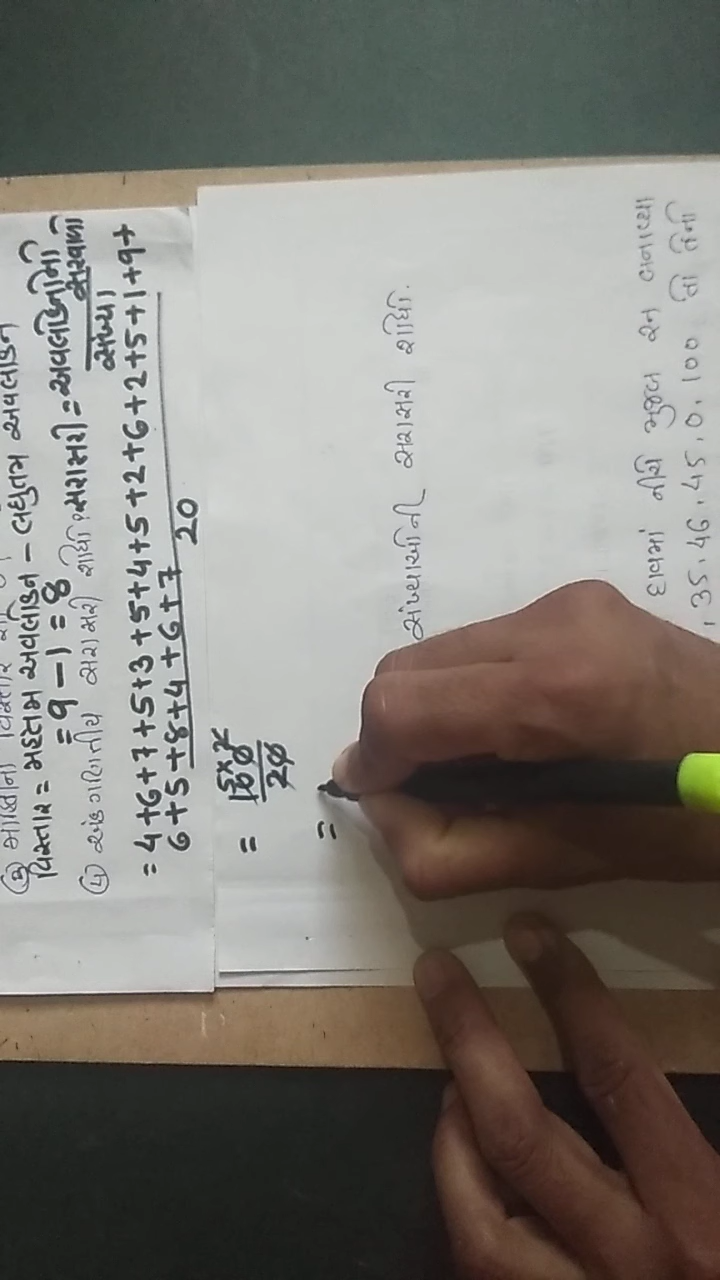 ③ માહિતીનો વિસ્તાર
વિસ્તાર = મહત્તમ અવલોકન - લઘુત્તમ અવલોકન
= 9 - 1 = 8
④ અંકગણિતીય સરાસરી શોધો ? સરાસરી = અવલોકનોનો સરવાળો
સંખ્યા
= 4+6+7+5+3+5+4+5+2+6+2+5+1+9+
6+5+8+4+6+7
20
= 100
20
=
સંખ્યાઓની સરાસરી શોધો.
દાવમાં નીચે મુજબ રન બનાવ્યા
, 35, 46, 45, 0, 100 તો તેની